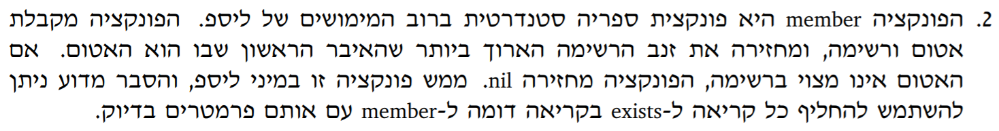 2. הפונקציה member היא פונקצית ספריה סטנדרטית ברוב המימושים של ליספ. הפונקציה מקבלת
אטום ורשימה, ומחזירה את זנב הרשימה הארוך ביותר שהאיבר הראשון שבו הוא האטום. אם
האטום אינו מצוי ברשימה, הפונקציה מחזירה nil. ממש פונקציה זו במיני ליספ, והסבר מדוע ניתן
להשתמש להחליף כל קריאה ל-exists בקריאה דומה ל-member עם אותם פרמטרים בדיוק.